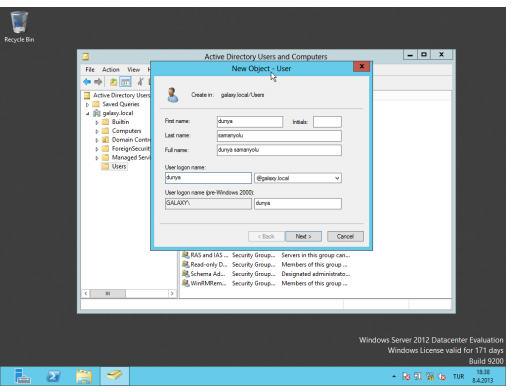 Recycle Bin
Active Directory Users and Computers
File Action View
New Object - User
Active Directory Users
Saved Queries
galaxy.local
Builtin
Computers
Domain Contr
ForeignSecurit
Managed Servi
Users
Create in: galaxy.local/Users
First name: dunya Initials:
Last name: samanyolu
Full name: dunya samanyolu
User logon name:
dunya @galaxy.local
User logon name (pre-Windows 2000):
GALAXY\ dunya
< Back Next > Cancel
RAS and IAS ... Security Group... Servers in this group can...
Read-only D... Security Group... Members of this group ...
Schema Ad... Security Group... Designated administrato...
WinRMRem... Security Group... Members of this group ...
Windows Server 2012 Datacenter Evaluation
Windows License valid for 171 days
Build 9200
TUR 18:38
8.4.2013